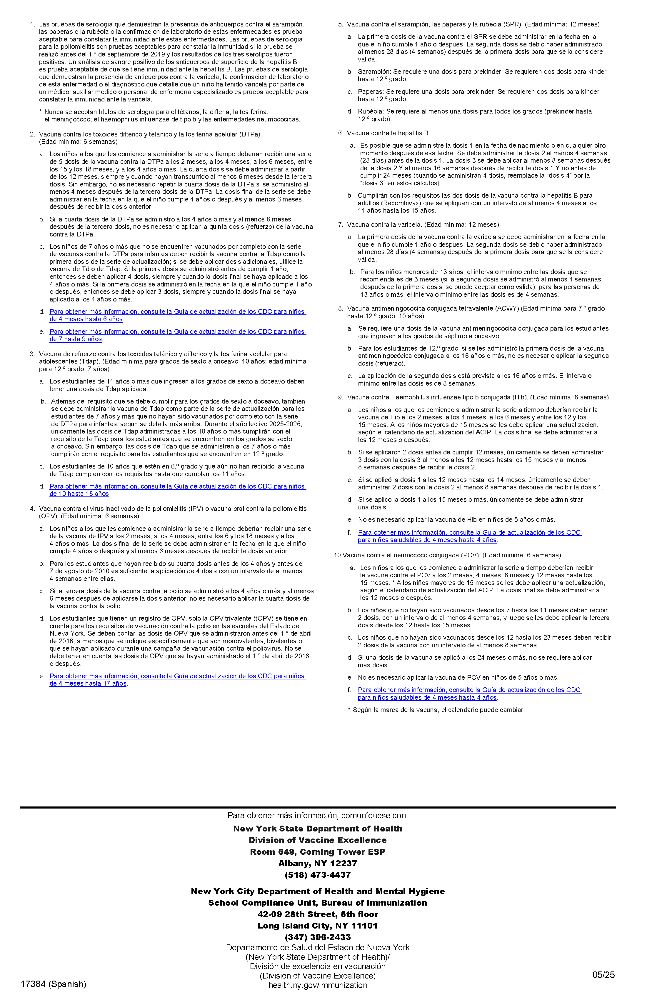 1. Las pruebas de serología que demuestran la presencia de anticuerpos contra el sarampión,
las paperas o la rubéola o la confirmación de laboratorio de estas enfermedades es prueba
aceptable para constatar la inmunidad ante estas enfermedades. Las pruebas de serología
para la poliomielitis son pruebas aceptables para constatar la inmunidad si la prueba se
realizó antes del 1.º de septiembre de 2019 y los resultados de los tres serotipos fueron
positivos. Un análisis de sangre positivo de los anticuerpos de superficie de la hepatitis B
es prueba aceptable de que se tiene inmunidad ante la hepatitis B. Las pruebas de serología
que demuestran la presencia de anticuerpos contra la varicela, la confirmación de laboratorio
de esta enfermedad o el diagnóstico que detalle que un niño ha tenido varicela por parte de
un médico, auxiliar médico o personal de enfermería especializado es prueba aceptable para
constatar la inmunidad ante la varicela.
* Nunca se aceptan títulos de serología para el tétanos, la difteria, la tos ferina,
el meningococo, el haemophilus influenzae de tipo b y las enfermedades neumocócicas.
2. Vacuna contra los toxoides diftérico y tetánico y la tos ferina acelular (DTPa).
(Edad mínima: 6 semanas)
a. Los niños a los que les comience a administrar la serie a tiempo deberían recibir una serie
de 5 dosis de la vacuna contra la DTPa a los 2 meses, a los 4 meses, a los 6 meses, entre
los 15 y los 18 meses, y a los 4 años o más. La cuarta dosis se debe administrar a partir
de los 12 meses, siempre y cuando hayan transcurrido al menos 6 meses desde la tercera
dosis. Sin embargo, no es necesario repetir la cuarta dosis de la DTPa si se administró al
menos 4 meses después de la tercera dosis de la DTPa. La dosis final de la serie se debe
administrar en la fecha en la que el niño cumple 4 años o después y al menos 6 meses
después de recibir la dosis anterior.
b. Si la cuarta dosis de la DTPa se administró a los 4 años o más y al menos 6 meses
después de la tercera dosis, no es necesario aplicar la quinta dosis (refuerzo) de la vacuna
contra la DTPa.
c. Los niños de 7 años o más que no se encuentren vacunados por completo con la serie
de vacunas contra la DTPa para infantes deben recibir la vacuna contra la Tdap como la
primera dosis de la serie de actualización; si se debe aplicar dosis adicionales, utilice la
vacuna de Td o de Tdap. Si la primera dosis se administró antes de cumplir 1 año,
entonces se deben aplicar 4 dosis, siempre y cuando la dosis final se haya aplicado a los
4 años o más. Si la primera dosis se administró en la fecha en la que el niño cumple 1 año
o después, entonces se debe aplicar 3 dosis, siempre y cuando la dosis final se haya
aplicado a los 4 años o más.
d. Para obtener más información, consulte la Guía de actualización de los CDC para niños
de 4 meses hasta 6 años.
e. Para obtener más información, consulte la Guía de actualización de los CDC para niños
de 7 hasta 9 años.
3. Vacuna de refuerzo contra los toxoides tetánico y diftérico y la tos ferina acelular para
adolescentes (Tdap). (Edad mínima para grados de sexto a onceavo: 10 años; edad mínima
para 12.º grado: 7 años).
a. Los estudiantes de 11 años o más que ingresen a los grados de sexto a doceavo deben
tener una dosis de Tdap aplicada.
b. Además del requisito que se debe cumplir para los grados de sexto a doceavo, también
se debe administrar la vacuna de Tdap como parte de la serie de actualización para los
estudiantes de 7 años y más que no hayan sido vacunados por completo con la serie
de DTPa para infantes, según se detalla más arriba. Durante el año lectivo 2025-2026,
únicamente las dosis de Tdap administradas a los 10 años o más cumplirán con el
requisito de la Tdap para los estudiantes que se encuentren en los grados se sexto
a onceavo. Sin embargo, las dosis de Tdap que se administren a los 7 años o más
cumplirán con el requisito para los estudiantes que se encuentren en 12.º grado.
c. Los estudiantes de 10 años que estén en 6.º grado y que aún no han recibido la vacuna
de Tdap cumplen con los requisitos hasta que cumplan los 11 años.
d. Para obtener más información, consulte la Guía de actualización de los CDC para niños
de 10 hasta 18 años.
4. Vacuna contra el virus inactivado de la poliomielitis (IPV) o vacuna oral contra la poliomielitis
(OPV). (Edad mínima: 6 semanas)
a. Los niños a los que les comience a administrar la serie a tiempo deberían recibir una serie
de la vacuna de IPV a los 2 meses, a los 4 meses, entre los 6 y los 18 meses y a los
4 años o más. La dosis final de la serie se debe administrar en la fecha en la que el niño
cumple 4 años o después y al menos 6 meses después de recibir la dosis anterior.
b. Para los estudiantes que hayan recibido su cuarta dosis antes de los 4 años y antes del
7 de agosto de 2010 es suficiente la aplicación de 4 dosis con un intervalo de al menos
4 semanas entre ellas.
c. Si la tercera dosis de la vacuna contra la polio se administró a los 4 años o más y al menos
6 meses después de aplicarse la dosis anterior, no es necesario aplicar la cuarta dosis de
la vacuna contra la polio.
d. Los estudiantes que tienen un registro de OPV, solo la OPV trivalente (tOPV) se tiene en
cuenta para los requisitos de vacunación contra la polio en las escuelas del Estado de
Nueva York. Se deben contar las dosis de OPV que se administraron antes del 1.° de abril
de 2016, a menos que se indique específicamente que son monovalentes, bivalentes o
que se hayan aplicado durante una campaña de vacunación contra el poliovirus. No se
debe tener en cuenta las dosis de OPV que se hayan administrado el 1.° de abril de 2016
o después.
e. Para obtener más información, consulte la Guía de actualización de los CDC para niños
de 4 meses hasta 17 años.
5. Vacuna contra el sarampión, las paperas y la rubéola (SPR). (Edad mínima: 12 meses)
a. La primera dosis de la vacuna contra el SPR se debe administrar en la fecha en la
que el niño cumple 1 año o después. La segunda dosis se debió haber administrado
al menos 28 días (4 semanas) después de la primera dosis para que se la considere
válida.
b. Sarampión: Se requiere una dosis para prekínder. Se requieren dos dosis para kínder
hasta 12.º grado.
c. Paperas: Se requiere una dosis para prekínder. Se requieren dos dosis para kínder
hasta 12.º grado.
d. Rubéola: Se requiere al menos una dosis para todos los grados (prekínder hasta
12.º grado).
6. Vacuna contra la hepatitis B
a. Es posible que se administre la dosis 1 en la fecha de nacimiento o en cualquier otro
momento después de esa fecha. Se debe administrar la dosis 2 al menos 4 semanas
(28 días) antes de la dosis 1. La dosis 3 se debe aplicar al menos 8 semanas después
de la dosis 2 Y al menos 16 semanas después de recibir la dosis 1 Y no antes de
cumplir 24 meses (cuando se administran 4 dosis, reemplace la “dosis 4” por la
“dosis 3” en estos cálculos).
b. Cumplirán con los requisitos las dos dosis de la vacuna contra la hepatitis B para
adultos (Recombivax) que se apliquen con un intervalo de al menos 4 meses a los
11 años hasta los 15 años.
7. Vacuna contra la varicela. (Edad mínima: 12 meses)
a. La primera dosis de la vacuna contra la varicela se debe administrar en la fecha en la
que el niño cumple 1 año o después. La segunda dosis se debió haber administrado
al menos 28 días (4 semanas) después de la primera dosis para que se la considere
válida.
b. Para los niños menores de 13 años, el intervalo mínimo entre las dosis que se
recomienda es de 3 meses (si la segunda dosis se administró al menos 4 semanas
después de la primera dosis, se puede aceptar como válida); para las personas de
13 años o más, el intervalo mínimo entre las dosis es de 4 semanas.
8. Vacuna antimeningocócica conjugada tetravalente (ACWY) (Edad mínima para 7.º grado
hasta 12.º grado: 10 años).
a. Se requiere una dosis de la vacuna antimeningocócica conjugada para los estudiantes
que ingresen a los grados de séptimo a onceavo.
b. Para los estudiantes de 12.º grado, si se les administró la primera dosis de la vacuna
antimeningocócica conjugada a los 16 años o más, no es necesario aplicar la segunda
dosis (refuerzo).
c. La aplicación de la segunda dosis está prevista a los 16 años o más. El intervalo
mínimo entre las dosis es de 8 semanas.
9. Vacuna contra Haemophilus influenzae tipo b conjugada (Hib). (Edad mínima: 6 semanas)
a. Los niños a los que les comience a administrar la serie a tiempo deberían recibir la
vacuna de Hib a los 2 meses, a los 4 meses, a los 6 meses y entre los 12 y los
15 meses. A los niños mayores de 15 meses se les debe aplicar una actualización,
según el calendario de actualización del ACIP. La dosis final se debe administrar a
los 12 meses o después.
b. Si se aplicaron 2 dosis antes de cumplir 12 meses, únicamente se deben administrar
3 dosis con la dosis 3 al menos a los 12 meses hasta los 15 meses y al menos
8 semanas después de recibir la dosis 2.
c. Si se aplicó la dosis 1 a los 12 meses hasta los 14 meses, únicamente se deben
administrar 2 dosis con la dosis 2 al menos 8 semanas después de recibir la dosis 1.
d. Si se aplicó la dosis 1 a los 15 meses o más, únicamente se debe administrar
una dosis.
e. No es necesario aplicar la vacuna de Hib en niños de 5 años o más.
f. Para obtener más información, consulte la Guía de actualización de los CDC
para niños saludables de 4 meses hasta 4 años.
10.Vacuna contra el neumococo conjugada (PCV). (Edad mínima: 6 semanas)
a. Los niños a los que les comience a administrar la serie a tiempo deberían recibir
la vacuna contra el PCV a los 2 meses, 4 meses, 6 meses y 12 meses hasta los
15 meses. * A los niños mayores de 15 meses se les debe aplicar una actualización,
según el calendario de actualización del ACIP. La dosis final se debe administrar a
los 12 meses o después.
b. Los niños que no hayan sido vacunados desde los 7 hasta los 11 meses deben recibir
2 dosis, con un intervalo de al menos 4 semanas, y luego se les debe aplicar la tercera
dosis desde los 12 hasta los 15 meses.
c. Los niños que no hayan sido vacunados desde los 12 hasta los 23 meses deben recibir
2 dosis de la vacuna con un intervalo de al menos 8 semanas.
d. Si una dosis de la vacuna se aplicó a los 24 meses o más, no se requiere aplicar
más dosis.
e. No es necesario aplicar la vacuna de PCV en niños de 5 años o más.
f. Para obtener más información, consulte la Guía de actualización de los CDC
para niños saludables de 4 meses hasta 4 años.
* Según la marca de la vacuna, el calendario puede cambiar.
Para obtener más información, comuníquese con:
New York State Department of Health
Division of Vaccine Excellence
Room 649, Corning Tower ESP
Albany, NY 12237
(518) 473-4437
New York City Department of Health and Mental Hygiene
School Compliance Unit, Bureau of Immunization
42-09 28th Street, 5th floor
Long Island City, NY 11101
(347) 396-2433
Departamento de Salud del Estado de Nueva York
(New York State Department of Health)/
División de excelencia en vacunación
(Division of Vaccine Excellence)
health.ny.gov/immunization
17384 (Spanish)
05/25